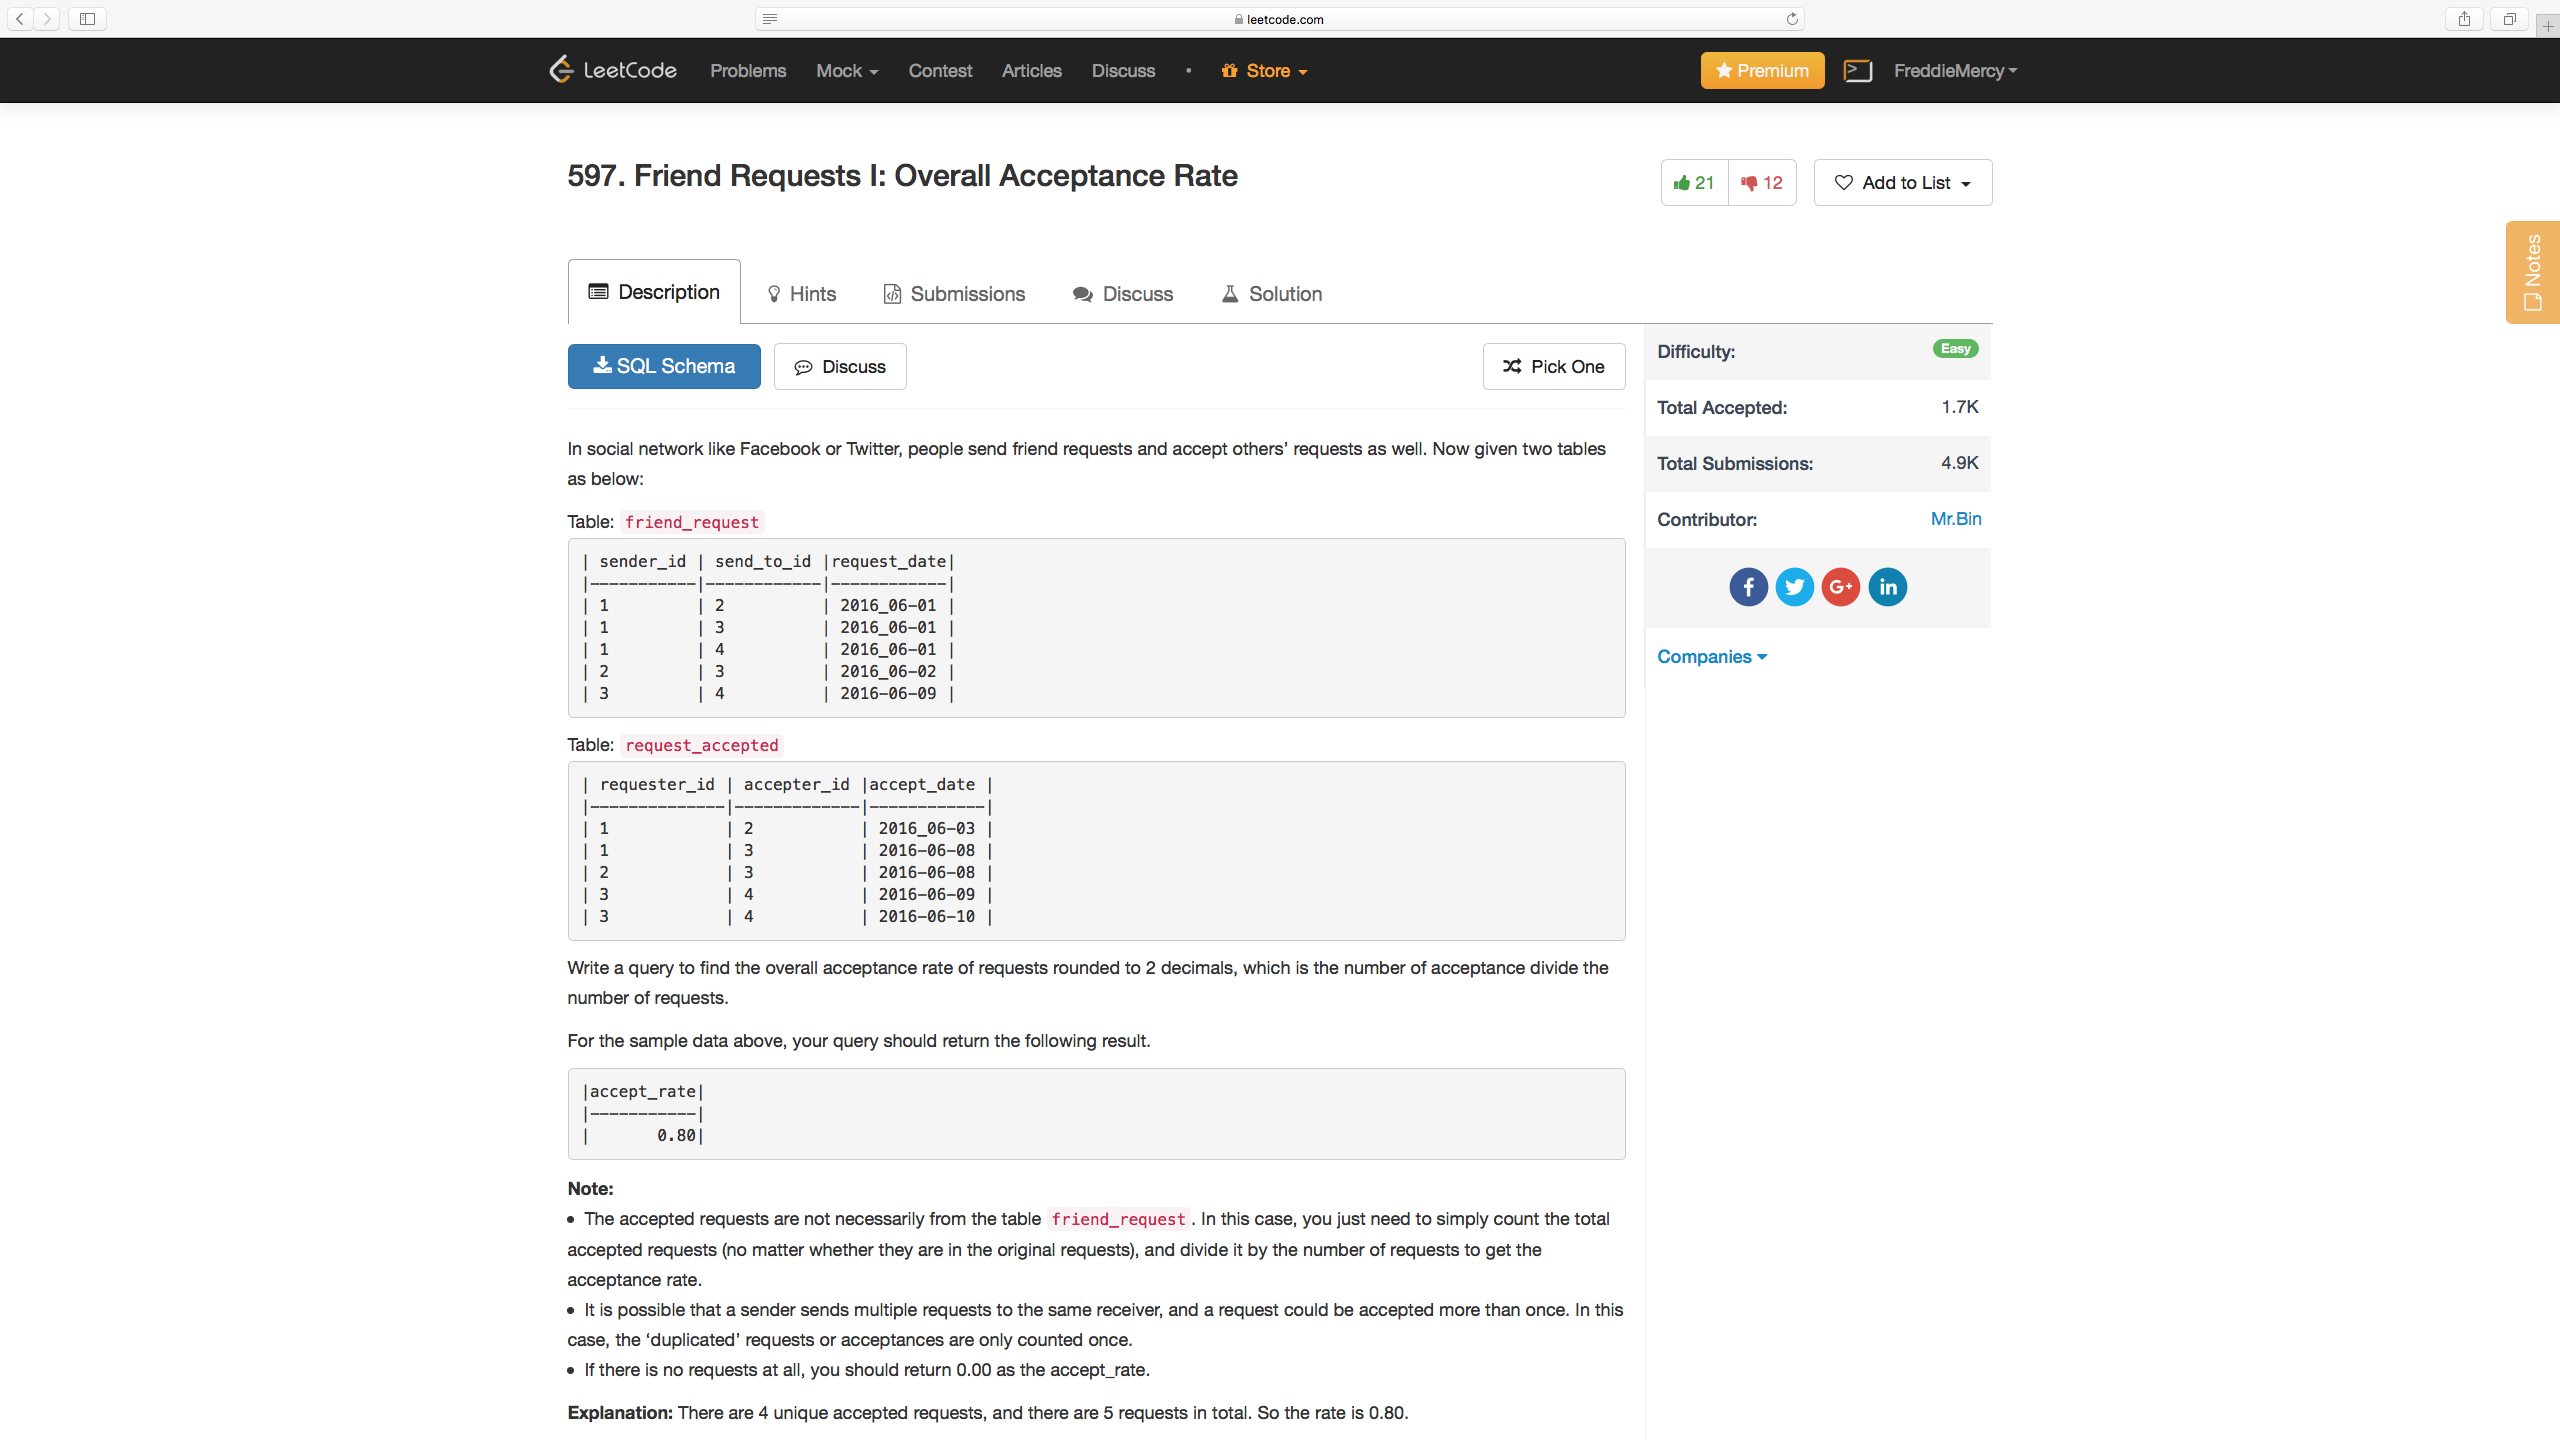 leetcode.com
LeetCode Problems Mock Contest Articles Discuss • Store Premium FreddieMercy
597. Friend Requests I: Overall Acceptance Rate
21 12 Add to List
Notes
Description Hints Submissions Discuss Solution
SQL Schema Discuss Pick One
Difficulty: Easy
Total Accepted: 1.7K
Total Submissions: 4.9K
Contributor: Mr.Bin
Companies
In social network like Facebook or Twitter, people send friend requests and accept others’ requests as well. Now given two tables
as below:
Table: friend_request
| sender_id | send_to_id |request_date|
|-----------|------------|------------|
| 1 | 2 | 2016_06-01 |
| 1 | 3 | 2016_06-01 |
| 1 | 4 | 2016_06-01 |
| 2 | 3 | 2016_06-02 |
| 3 | 4 | 2016-06-09 |
Table: request_accepted
| requester_id | accepter_id |accept_date |
|--------------|-------------|------------|
| 1 | 2 | 2016_06-03 |
| 1 | 3 | 2016-06-08 |
| 2 | 3 | 2016-06-08 |
| 3 | 4 | 2016-06-09 |
| 3 | 4 | 2016-06-10 |
Write a query to find the overall acceptance rate of requests rounded to 2 decimals, which is the number of acceptance divide the
number of requests.
For the sample data above, your query should return the following result.
|accept_rate|
|-----------|
| 0.80|
Note:
• The accepted requests are not necessarily from the table friend_request. In this case, you just need to simply count the total
accepted requests (no matter whether they are in the original requests), and divide it by the number of requests to get the
acceptance rate.
• It is possible that a sender sends multiple requests to the same receiver, and a request could be accepted more than once. In this
case, the ‘duplicated’ requests or acceptances are only counted once.
• If there is no requests at all, you should return 0.00 as the accept_rate.
Explanation: There are 4 unique accepted requests, and there are 5 requests in total. So the rate is 0.80.